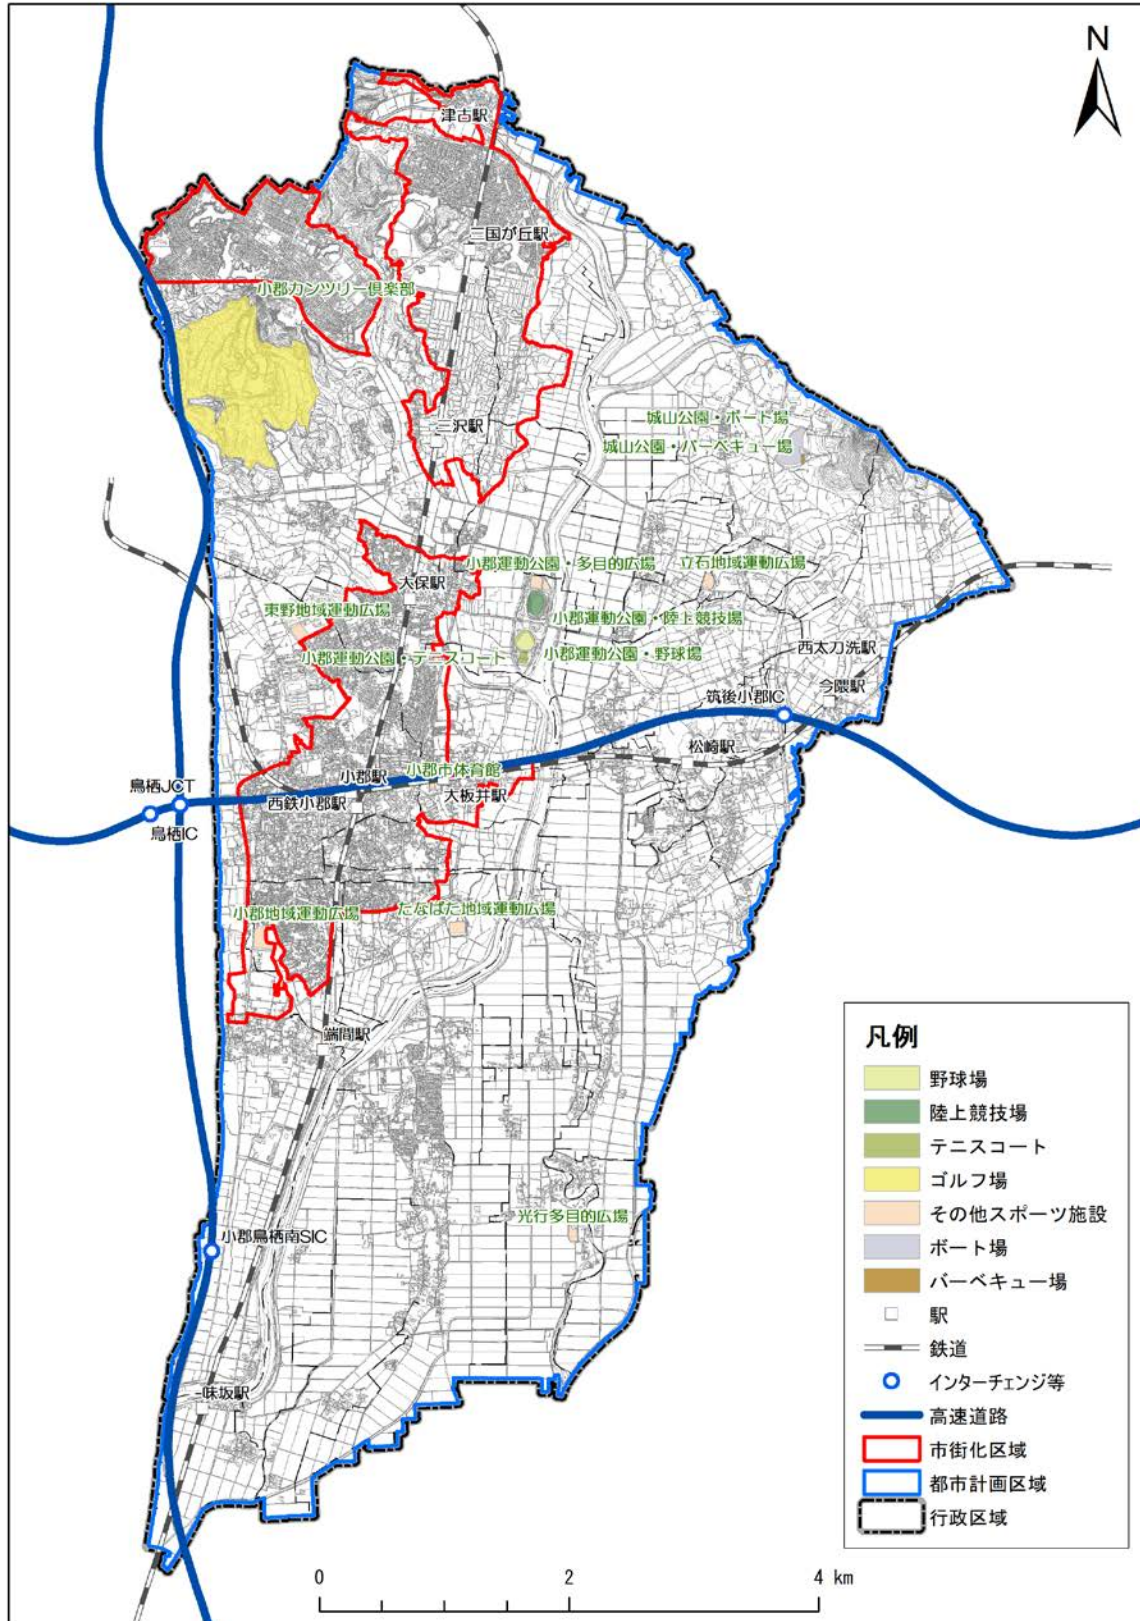 N
津古駅
三国が丘駅
小郡カンツリー倶楽部
三沢駅
城山公園・ボート場
城山公園・バーベキュー場
大保駅
小郡運動公園・多目的広場
立石地域運動広場
東野地域運動広場
小郡運動公園・陸上競技場
小郡運動公園・テニスコート
小郡運動公園・野球場
西太刀洗駅
今隈駅
筑後小郡IC
松崎駅
小郡駅
小郡市体育館
鳥栖JCT
西鉄小郡駅
大板井駅
鳥栖IC
小郡地域運動広場
たなばた地域運動広場
端間駅
光行多目的広場
小郡鳥栖南SIC
味坂駅
凡例
野球場
陸上競技場
テニスコート
ゴルフ場
その他スポーツ施設
ボート場
バーベキュー場
駅
鉄道
インターチェンジ等
高速道路
市街化区域
都市計画区域
行政区域
0 2 4 km